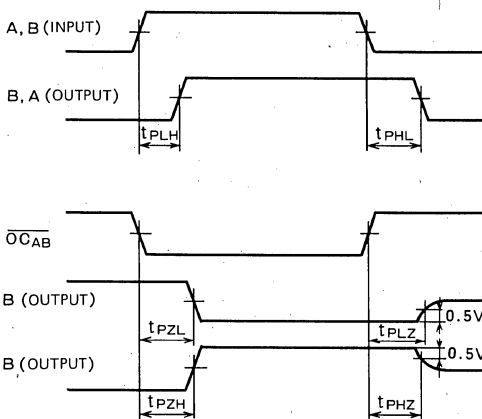 A, B (INPUT)
B, A (OUTPUT)
tPLH
tPHL
OCAB
B (OUTPUT)
tPZL
tPLZ
0.5V
B (OUTPUT)
0.5V
tPZH
tPHZ